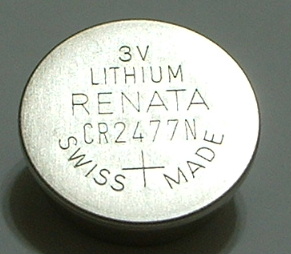 3V
LITHIUM
RENATA
CR2477N
SWISS + MADE